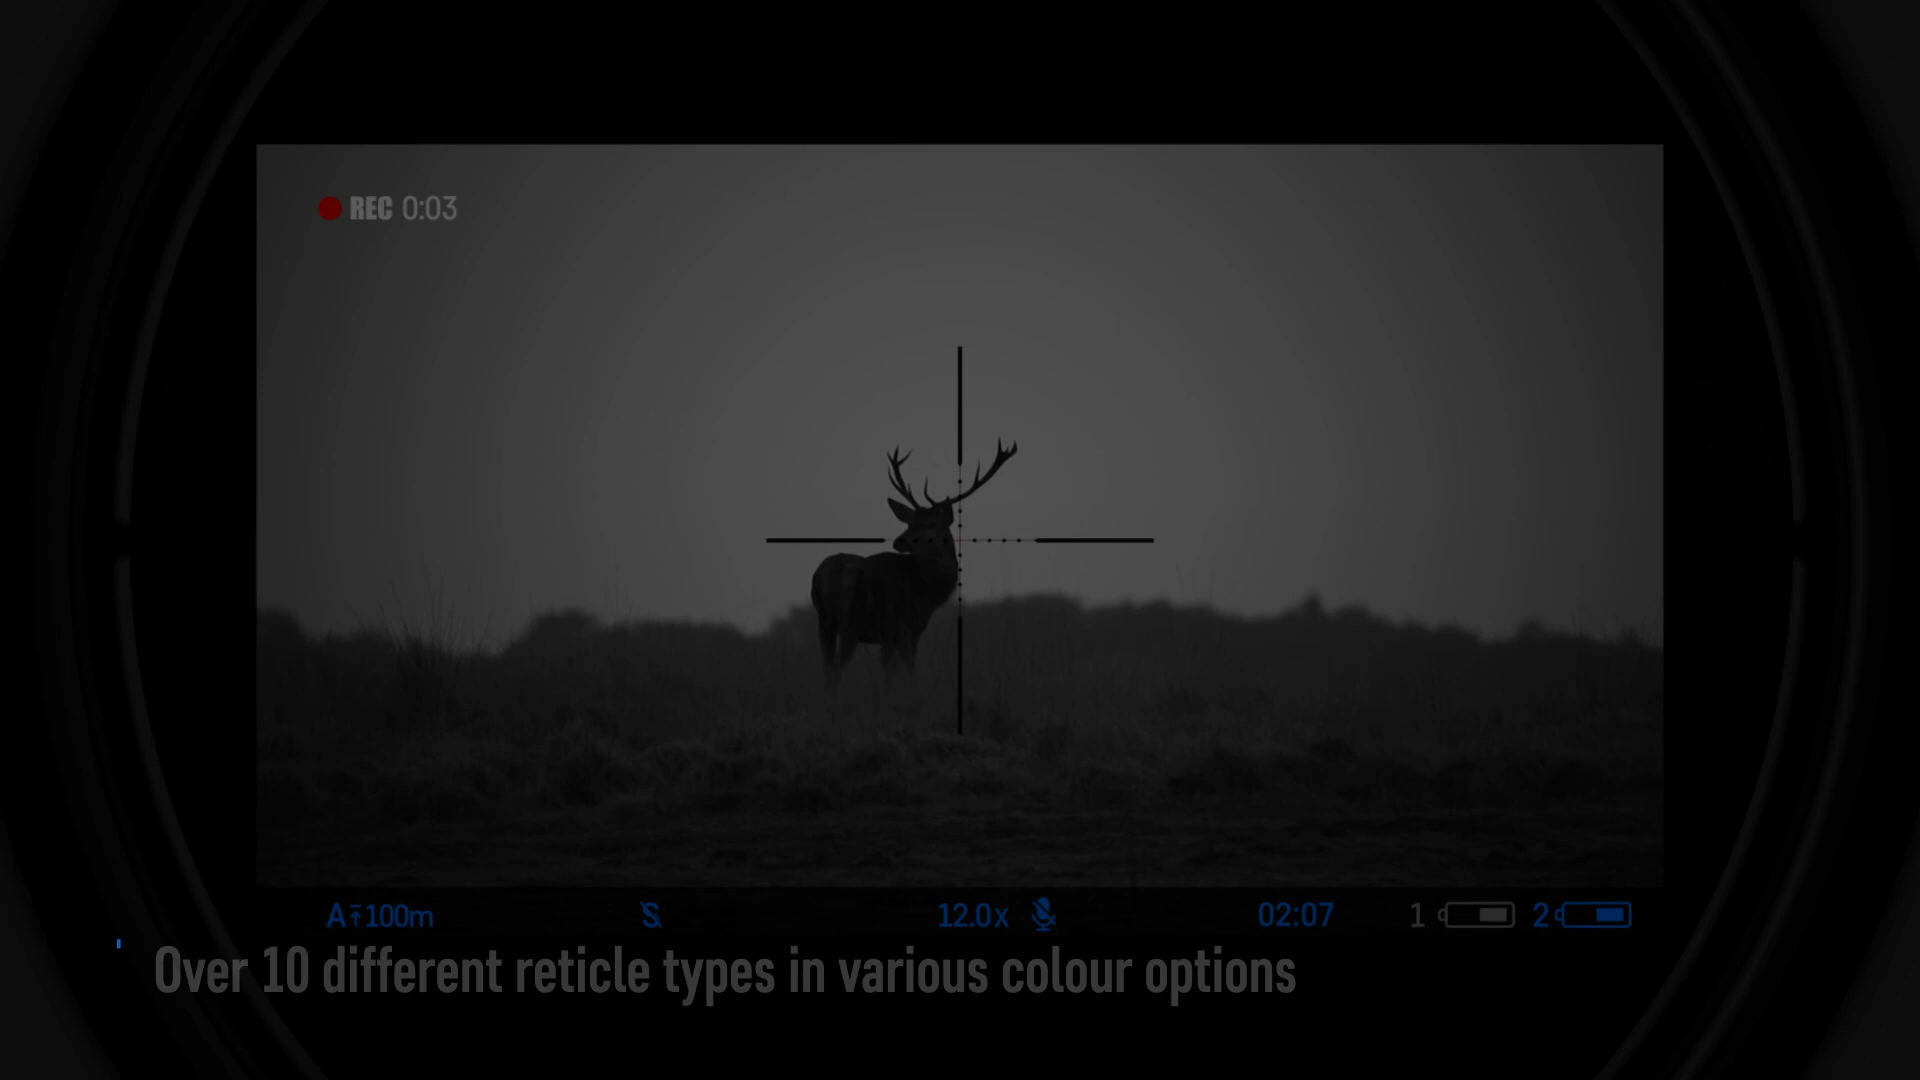 REC 0:03
A 100m S 12.0x 02:07 1 2
Over 10 different reticle types in various colour options